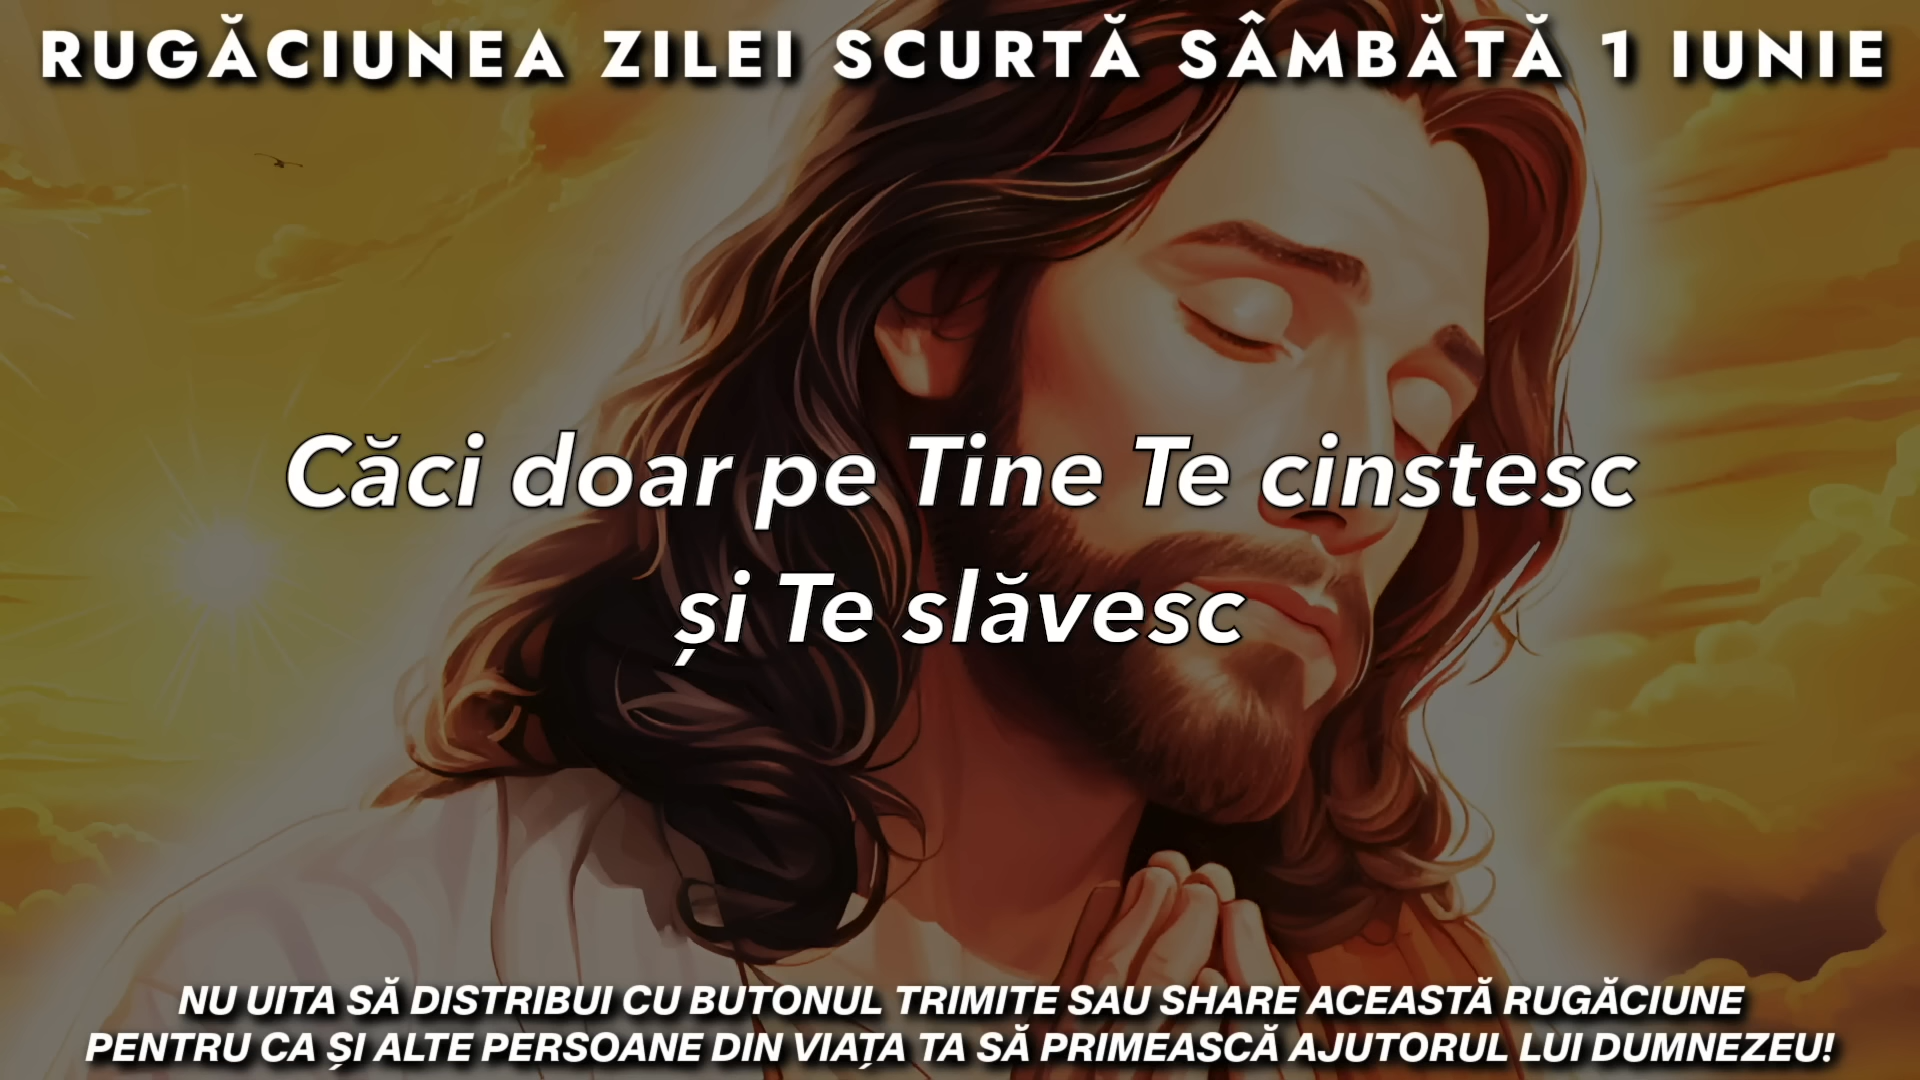 RUGĂCIUNEA ZILEI SCURTĂ SÂMBĂTĂ 1 IUNIE
Căci doar pe Tine Te cinstesc
și Te slăvesc
NU UITA SĂ DISTRIBUI CU BUTONUL TRIMITE SAU SHARE ACEASTĂ RUGĂCIUNE
PENTRU CA ȘI ALTE PERSOANE DIN VIAȚA TA SĂ PRIMEASCĂ AJUTORUL LUI DUMNEZEU!